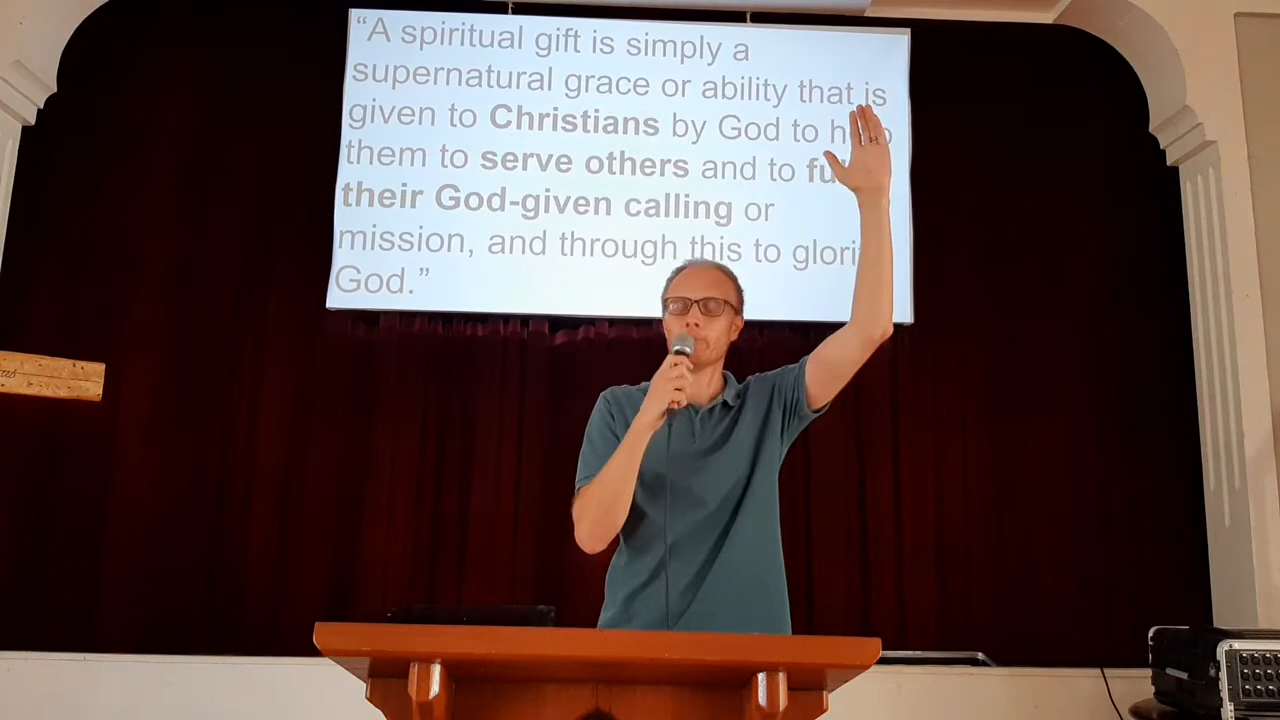 “A spiritual gift is simply a
supernatural grace or ability that is
given to Christians by God to
them to serve others and to
their God-given calling or
mission, and through this to
God.”